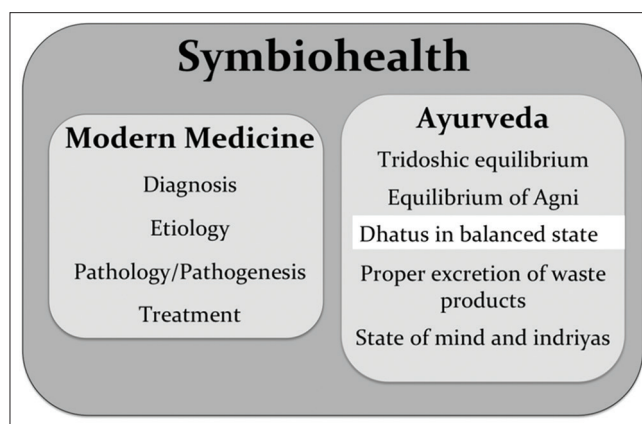 Symbiohealth
Modern Medicine
Diagnosis
Etiology
Pathology/Pathogenesis
Treatment
Ayurveda
Tridoshic equilibrium
Equilibrium of Agni
Dhatus in balanced state
Proper excretion of waste
products
State of mind and indriyas